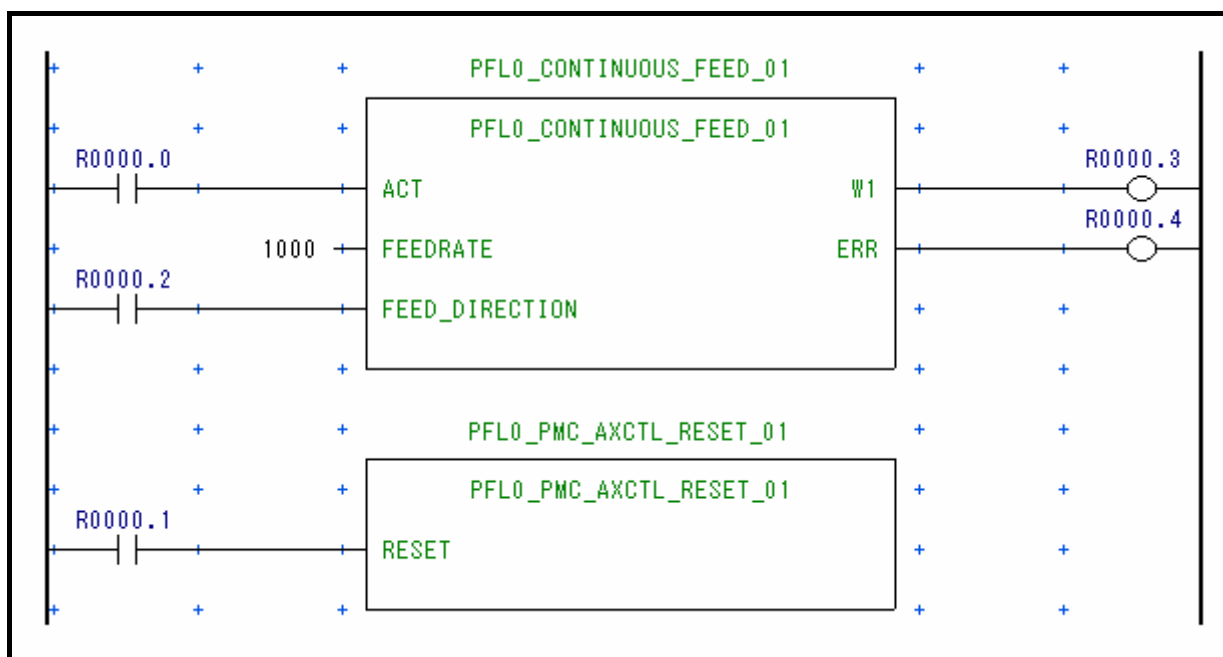 PFL0_CONTINUOUS_FEED_01
PFL0_CONTINUOUS_FEED_01
R0000.0 R0000.3
ACT W1
R0000.4
1000 FEEDRATE ERR
R0000.2
FEED_DIRECTION
PFL0_PMC_AXCTL_RESET_01
PFL0_PMC_AXCTL_RESET_01
R0000.1
RESET